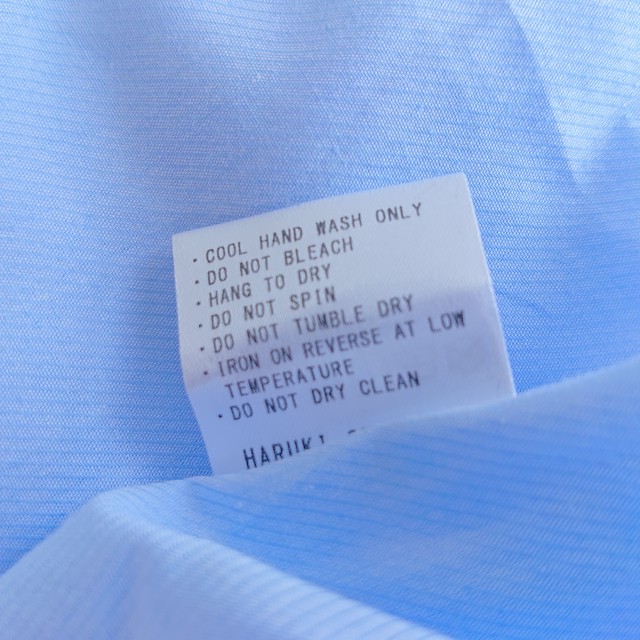 · COOL HAND WASH ONLY
· DO NOT BLEACH
· HANG TO DRY
· DO NOT SPIN
· DO NOT TUMBLE DRY
· IRON ON REVERSE AT LOW
TEMPERATURE
· DO NOT DRY CLEAN
HARUKI